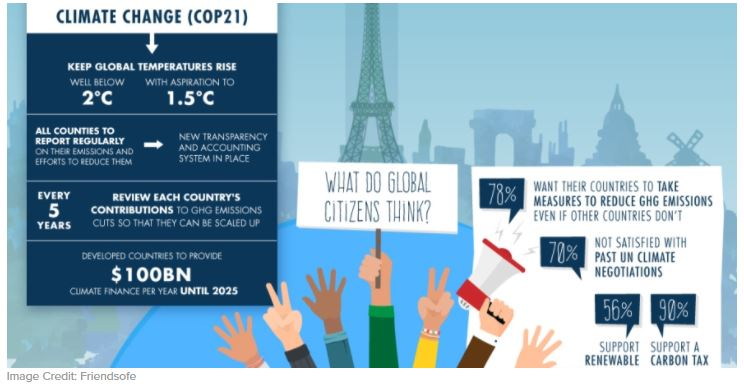 CLIMATE CHANGE (COP21)
KEEP GLOBAL TEMPERATURES RISE
WELL BELOW
2°C
WITH ASPIRATION TO
1.5°C
ALL COUNTIES TO
REPORT REGULARLY
ON THEIR EMISSIONS AND
EFFORTS TO REDUCE THEM
NEW TRANSPARENCY
AND ACCOUNTING
SYSTEM IN PLACE
EVERY
5
YEARS
REVIEW EACH COUNTRY'S
CONTRIBUTIONS TO GHG EMISSIONS
CUTS SO THAT THEY CAN BE SCALED UP
DEVELOPED COUNTRIES TO PROVIDE
$100BN
CLIMATE FINANCE PER YEAR UNTIL 2025
WHAT DO GLOBAL
CITIZENS THINK?
78%
WANT THEIR COUNTRIES TO TAKE
MEASURES TO REDUCE GHG EMISSIONS
EVEN IF OTHER COUNTRIES DON'T
70%
NOT SATISFIED WITH
PAST UN CLIMATE
NEGOTIATIONS
56%
SUPPORT
RENEWABLE
90%
SUPPORT A
CARBON TAX
Image Credit: Friendsofe